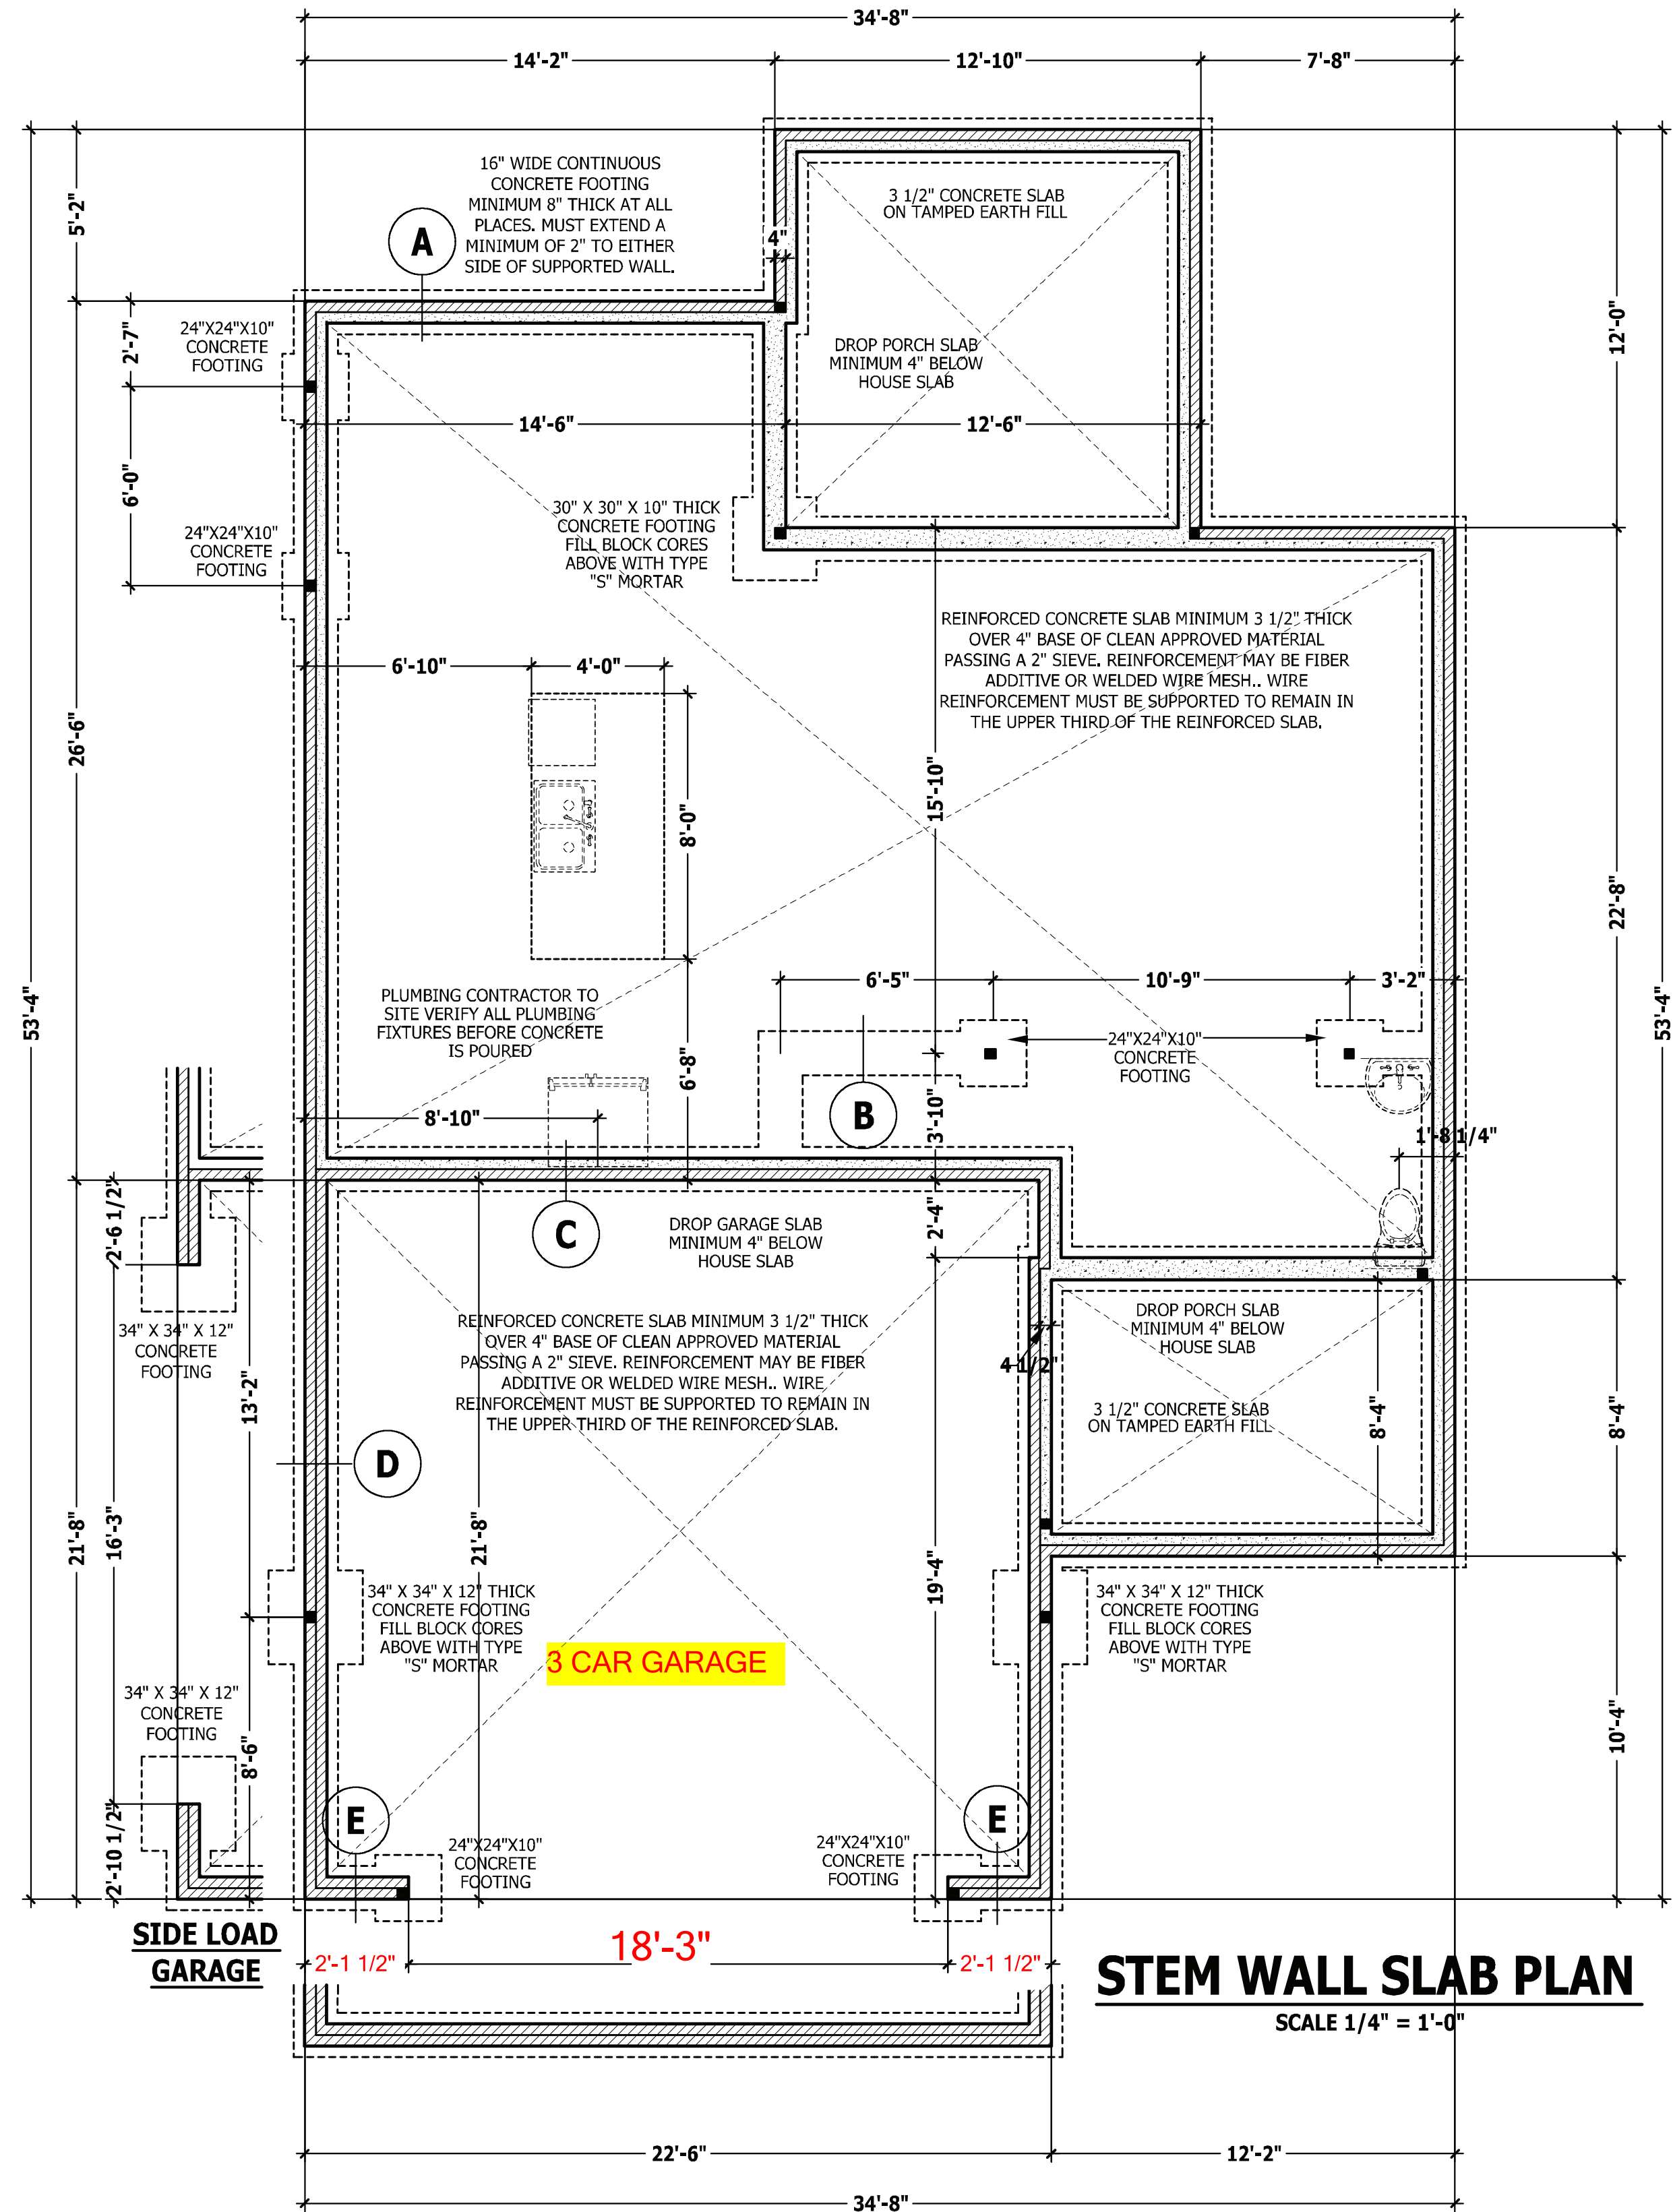 34'-8"
14'-2"
12'-10"
7'-8"
16" WIDE CONTINUOUS
CONCRETE FOOTING
MINIMUM 8" THICK AT ALL
PLACES. MUST EXTEND A
MINIMUM OF 2" TO EITHER
SIDE OF SUPPORTED WALL.
A
5'-2"
4"
3 1/2" CONCRETE SLAB
ON TAMPED EARTH FILL
12'-0"
24"X24"X10"
CONCRETE
FOOTING
2'-7"
DROP PORCH SLAB
MINIMUM 4" BELOW
HOUSE SLAB
14'-6"
12'-6"
6'-0"
24"X24"X10"
CONCRETE
FOOTING
30" X 30" X 10" THICK
CONCRETE FOOTING
FILL BLOCK CORES
ABOVE WITH TYPE
"S" MORTAR
REINFORCED CONCRETE SLAB MINIMUM 3 1/2" THICK
OVER 4" BASE OF CLEAN APPROVED MATERIAL
PASSING A 2" SIEVE. REINFORCEMENT MAY BE FIBER
ADDITIVE OR WELDED WIRE MESH.. WIRE
REINFORCEMENT MUST BE SUPPORTED TO REMAIN IN
THE UPPER THIRD OF THE REINFORCED SLAB.
6'-10"
4'-0"
26'-6"
15'-10"
8'-0"
22'-8"
53'-4"
53'-4"
6'-5"
10'-9"
3'-2"
PLUMBING CONTRACTOR TO
SITE VERIFY ALL PLUMBING
FIXTURES BEFORE CONCRETE
IS POURED
6'-8"
24"X24"X10"
CONCRETE
FOOTING
8'-10"
B
3'-10"
1'-8 1/4"
2'-6 1/2"
C
DROP GARAGE SLAB
MINIMUM 4" BELOW
HOUSE SLAB
2'-4"
34" X 34" X 12"
CONCRETE
FOOTING
REINFORCED CONCRETE SLAB MINIMUM 3 1/2" THICK
OVER 4" BASE OF CLEAN APPROVED MATERIAL
PASSING A 2" SIEVE. REINFORCEMENT MAY BE FIBER
ADDITIVE OR WELDED WIRE MESH.. WIRE
REINFORCEMENT MUST BE SUPPORTED TO REMAIN IN
THE UPPER THIRD OF THE REINFORCED SLAB.
DROP PORCH SLAB
MINIMUM 4" BELOW
HOUSE SLAB
4 1/2"
13'-2"
3 1/2" CONCRETE SLAB
ON TAMPED EARTH FILL
8'-4"
8'-4"
D
21'-8"
16'-3"
21'-8"
19'-4"
34" X 34" X 12" THICK
CONCRETE FOOTING
FILL BLOCK CORES
ABOVE WITH TYPE
"S" MORTAR
34" X 34" X 12" THICK
CONCRETE FOOTING
FILL BLOCK CORES
ABOVE WITH TYPE
"S" MORTAR
3 CAR GARAGE
34" X 34" X 12"
CONCRETE
FOOTING
8'-6"
10'-4"
2'-10 1/2"
E
E
24"X24"X10"
CONCRETE
FOOTING
24"X24"X10"
CONCRETE
FOOTING
SIDE LOAD
GARAGE
2'-1 1/2"
18'-3"
2'-1 1/2"
STEM WALL SLAB PLAN
SCALE 1/4" = 1'-0"
22'-6"
12'-2"
34'-8"